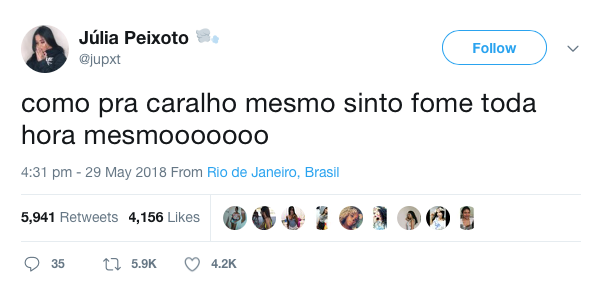 Júlia Peixoto
@jupxt
Follow
como pra caralho mesmo sinto fome toda
hora mesmooooooo
4:31 pm - 29 May 2018 From Rio de Janeiro, Brasil
5,941 Retweets 4,156 Likes
35 5.9K 4.2K